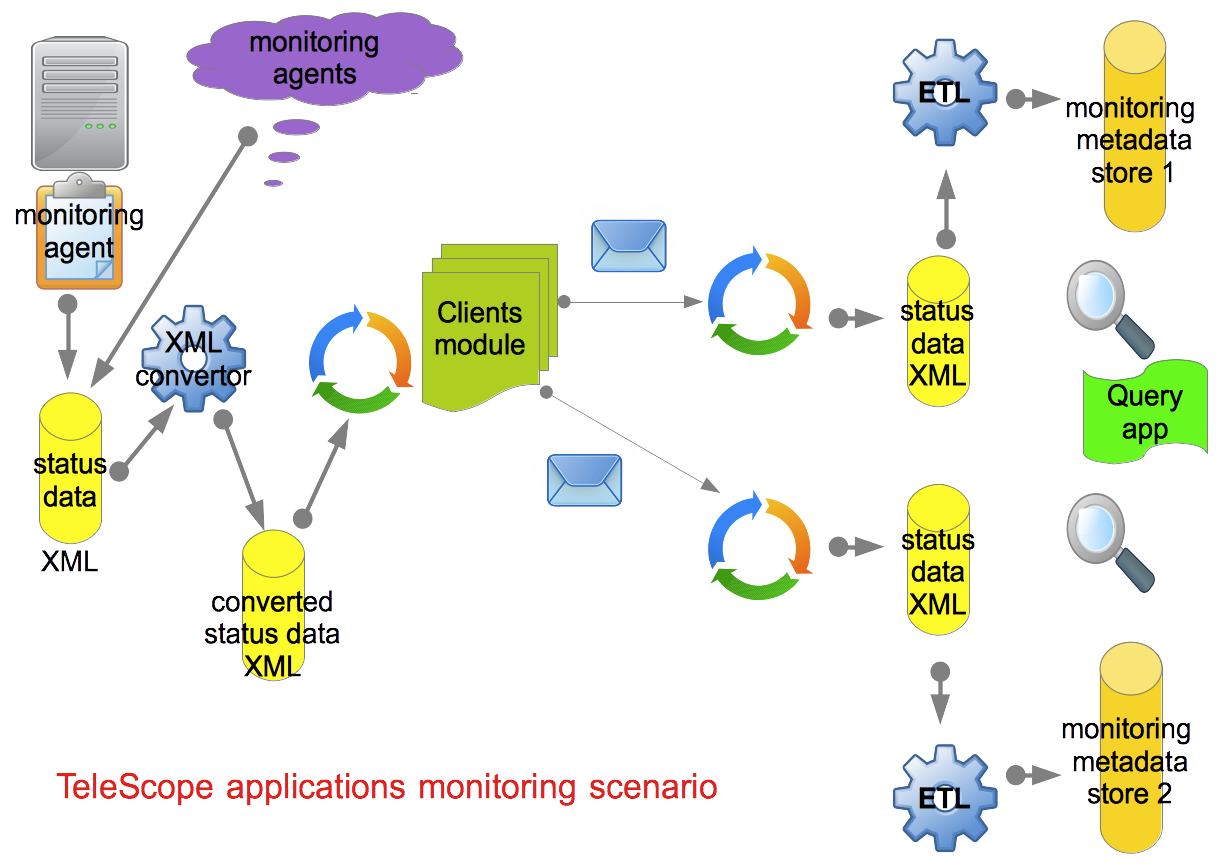 monitoring
agents
ETL
monitoring
metadata
store 1
monitoring
agent
XML
convertor
Clients
module
status
data
XML
Query
app
status
data
XML
status
data
XML
converted
status data
XML
monitoring
metadata
store 2
ETL
TeleScope applications monitoring scenario